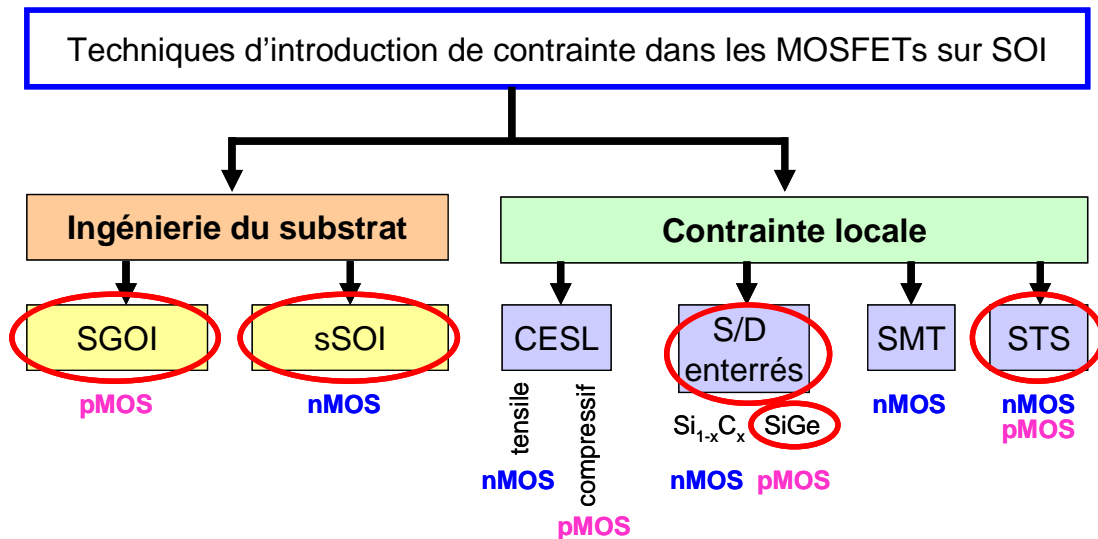 Techniques d’introduction de contrainte dans les MOSFETs sur SOI
Ingénierie du substrat
Contrainte locale
SGOI
sSOI
CESL
S/D
enterrés
SMT
STS
pMOS
nMOS
tensile
compressif
nMOS
pMOS
Si₁₋ₓCₓ
SiGe
nMOS
pMOS
nMOS
nMOS
pMOS